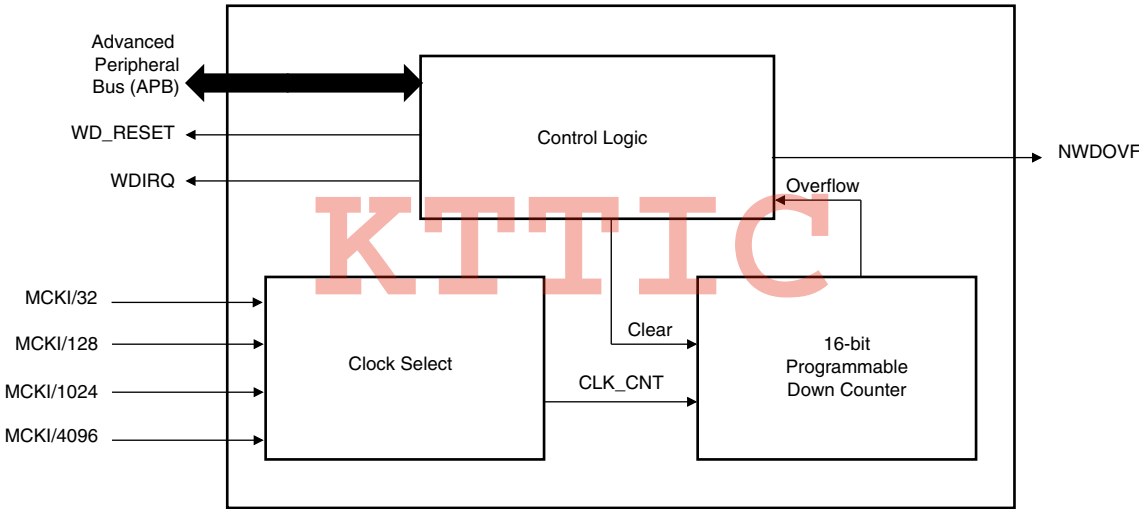 Advanced
Peripheral
Bus (APB)
WD_RESET
WDIRQ
Control Logic
NWDOVF
Overflow
KTTIC
MCKI/32
MCKI/128
MCKI/1024
MCKI/4096
Clock Select
Clear
CLK_CNT
16-bit
Programmable
Down Counter